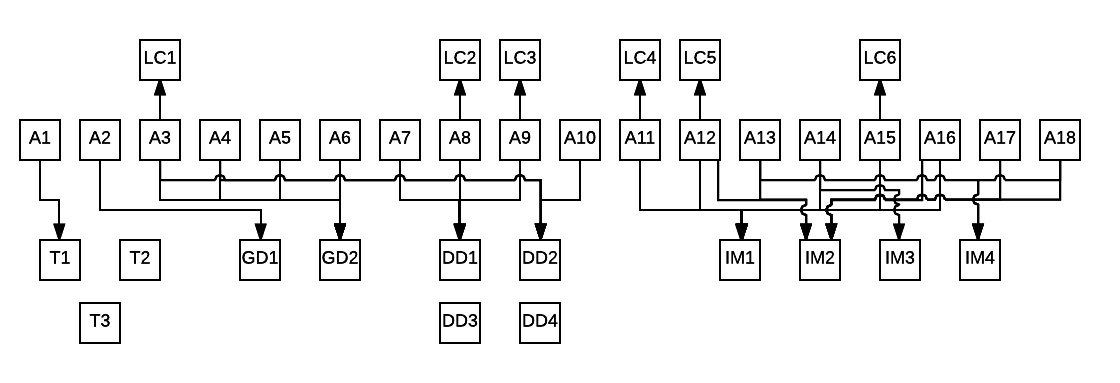 LC1 LC2 LC3 LC4 LC5 LC6
A1 A2 A3 A4 A5 A6 A7 A8 A9 A10 A11 A12 A13 A14 A15 A16 A17 A18
T1 T2 GD1 GD2 DD1 DD2 IM1 IM2 IM3 IM4
T3 DD3 DD4